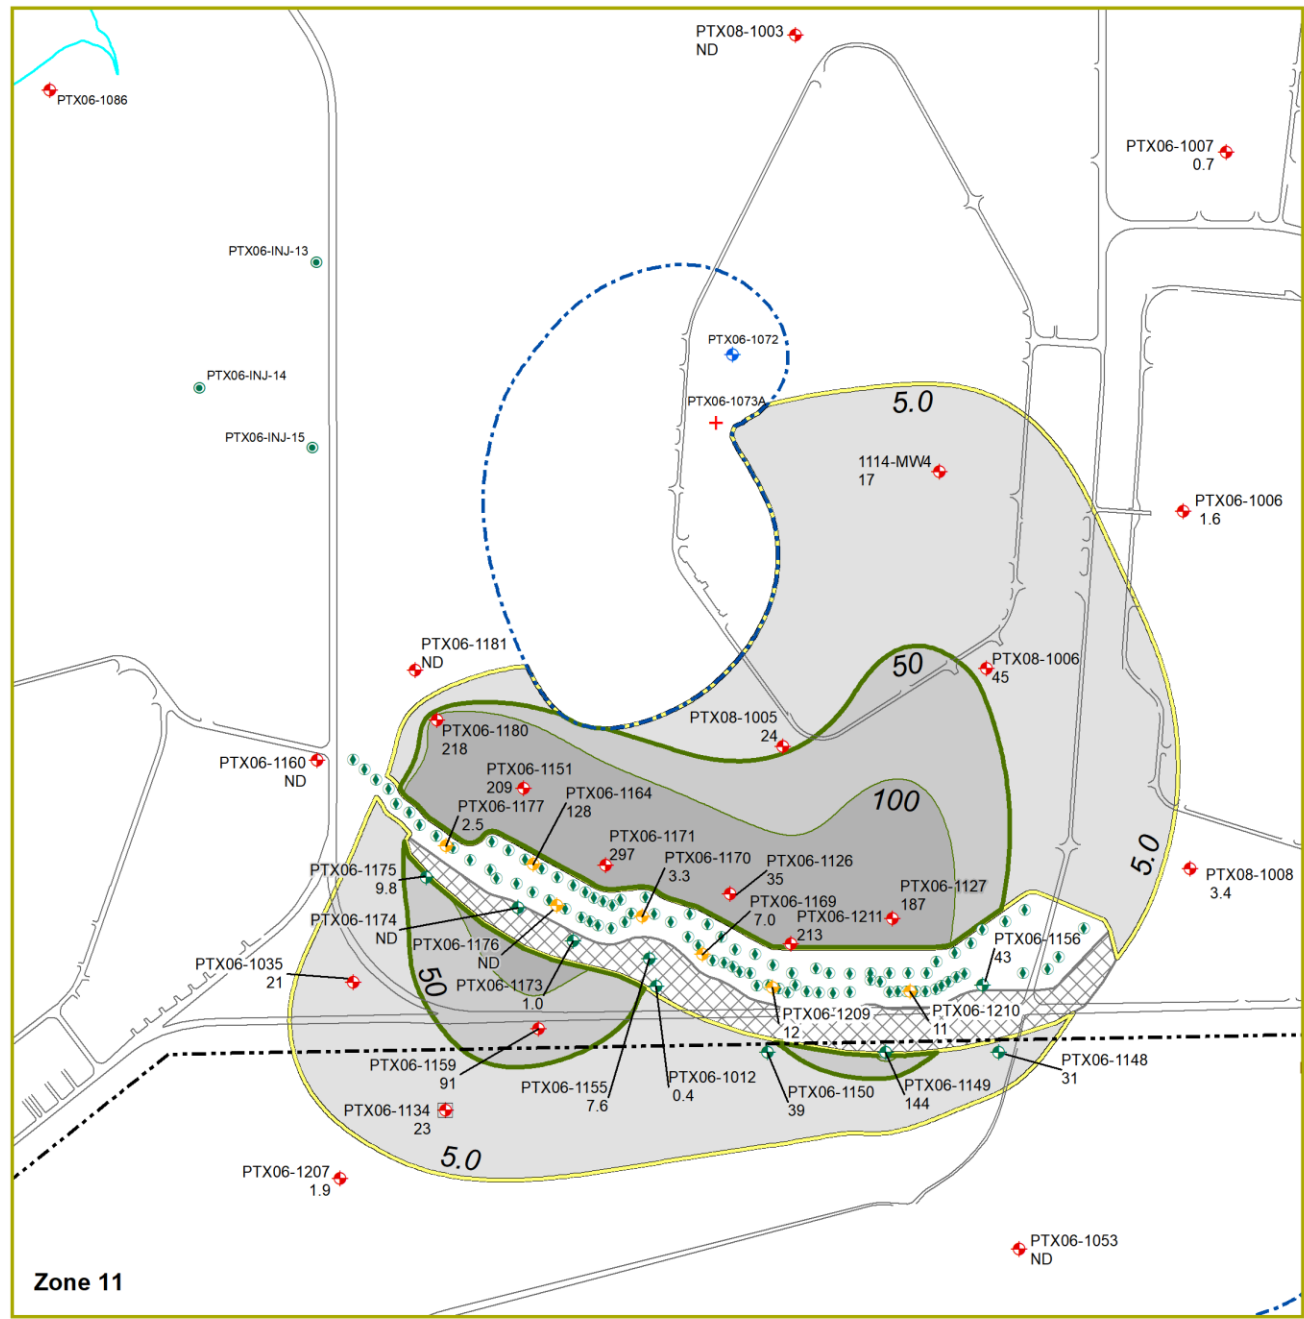 PTX08-1003
ND
PTX06-1086
PTX06-1007
0.7
PTX06-INJ-13
PTX06-1072
PTX06-INJ-14
PTX06-1073A
5.0
PTX06-INJ-15
1114-MW4
17
PTX06-1006
1.6
PTX06-1181
ND
50
PTX08-1006
45
PTX08-1005
24
PTX06-1180
218
PTX06-1160
ND
PTX06-1151
209
PTX06-1164
128
100
PTX06-1177
2.5
PTX06-1171
297
PTX06-1170
3.3
PTX06-1126
35
5.0
PTX06-1175
9.8
PTX06-1127
187
PTX08-1008
3.4
PTX06-1169
7.0
PTX06-1174
ND
PTX06-1211
213
PTX06-1176
ND
PTX06-1156
43
PTX06-1035
21
50
PTX06-1173
1.0
PTX06-1209
12
PTX06-1210
11
PTX06-1159
91
PTX06-1155
7.6
PTX06-1012
0.4
PTX06-1150
39
PTX06-1149
144
PTX06-1148
31
PTX06-1134
23
5.0
PTX06-1207
1.9
PTX06-1053
ND
Zone 11